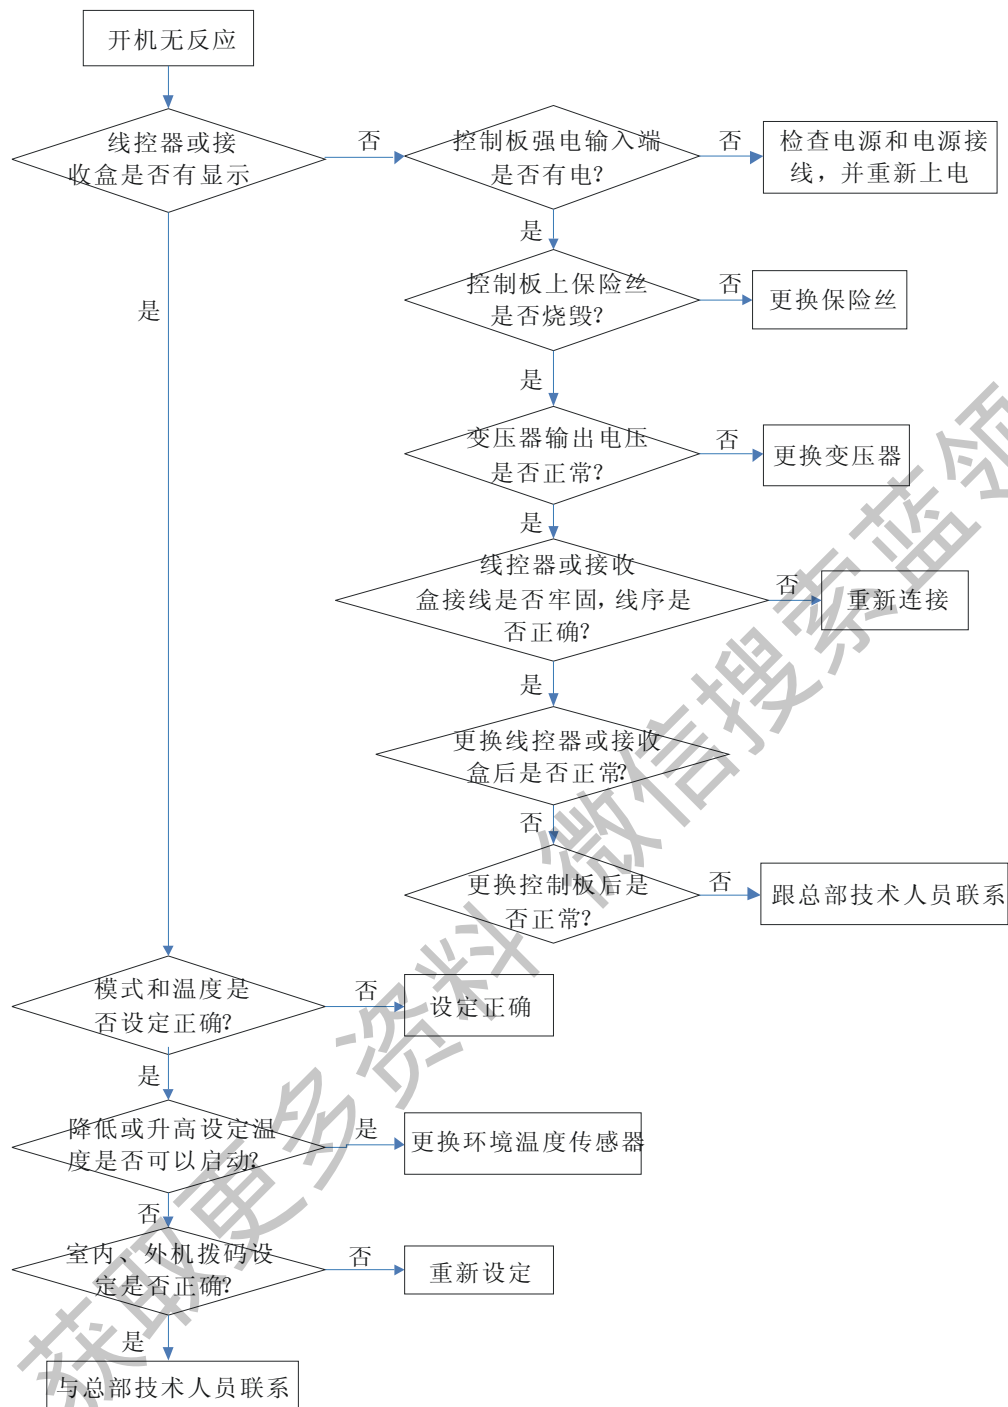 开机无反应
线控器或接
收盒是否有显示
否
控制板强电输入端
是否有电?
否
检查电源和电源接
线，并重新上电
是
控制板上保险丝
是否烧毁?
否
更换保险丝
是
是
变压器输出电压
是否正常?
否
更换变压器
是
线控器或接收
盒接线是否牢固，线序是
否正确?
否
重新连接
是
更换线控器或接收
盒后是否正常?
否
更换控制板后是
否正常?
否
跟总部技术人员联系
模式和温度是
否设定正确?
否
设定正确
是
降低或升高设定温
度是否可以启动?
是
更换环境温度传感器
否
室内、外机拨码设
定是否正确?
否
重新设定
是
与总部技术人员联系
获取更多资料 微信搜索蓝领